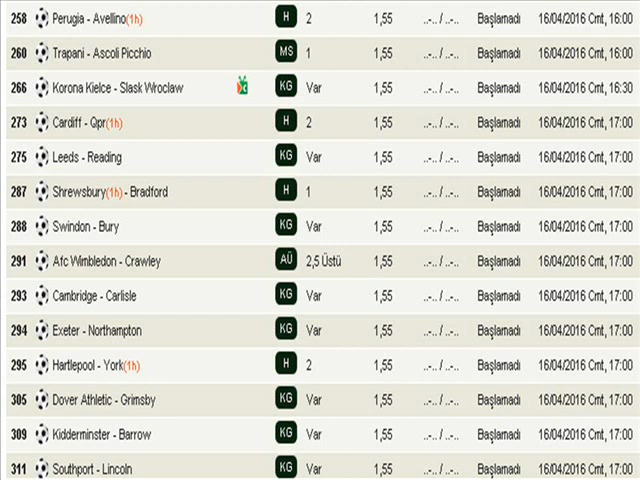 258 Perugia - Avellino(1h) H 2 1,55 ..-.. / ..-.. Başlamadı 16/04/2016 Cmt, 16:00
260 Trapani - Ascoli Picchio MS 1 1,55 ..-.. / ..-.. Başlamadı 16/04/2016 Cmt, 16:00
266 Korona Kielce - Slask Wroclaw KG Var 1,55 ..-.. / ..-.. Başlamadı 16/04/2016 Cmt, 16:30
273 Cardiff - Qpr(1h) H 2 1,55 ..-.. / ..-.. Başlamadı 16/04/2016 Cmt, 17:00
275 Leeds - Reading KG Var 1,55 ..-.. / ..-.. Başlamadı 16/04/2016 Cmt, 17:00
287 Shrewsbury(1h) - Bradford H 1 1,55 ..-.. / ..-.. Başlamadı 16/04/2016 Cmt, 17:00
288 Swindon - Bury KG Var 1,55 ..-.. / ..-.. Başlamadı 16/04/2016 Cmt, 17:00
291 Afc Wimbledon - Crawley AÜ 2,5 Üstü 1,55 ..-.. / ..-.. Başlamadı 16/04/2016 Cmt, 17:00
293 Cambridge - Carlisle KG Var 1,55 ..-.. / ..-.. Başlamadı 16/04/2016 Cmt, 17:00
294 Exeter - Northampton KG Var 1,55 ..-.. / ..-.. Başlamadı 16/04/2016 Cmt, 17:00
295 Hartlepool - York(1h) H 2 1,55 ..-.. / ..-.. Başlamadı 16/04/2016 Cmt, 17:00
305 Dover Athletic - Grimsby KG Var 1,55 ..-.. / ..-.. Başlamadı 16/04/2016 Cmt, 17:00
309 Kidderminster - Barrow KG Var 1,55 ..-.. / ..-.. Başlamadı 16/04/2016 Cmt, 17:00
311 Southport - Lincoln KG Var 1,55 ..-.. / ..-.. Başlamadı 16/04/2016 Cmt, 17:00